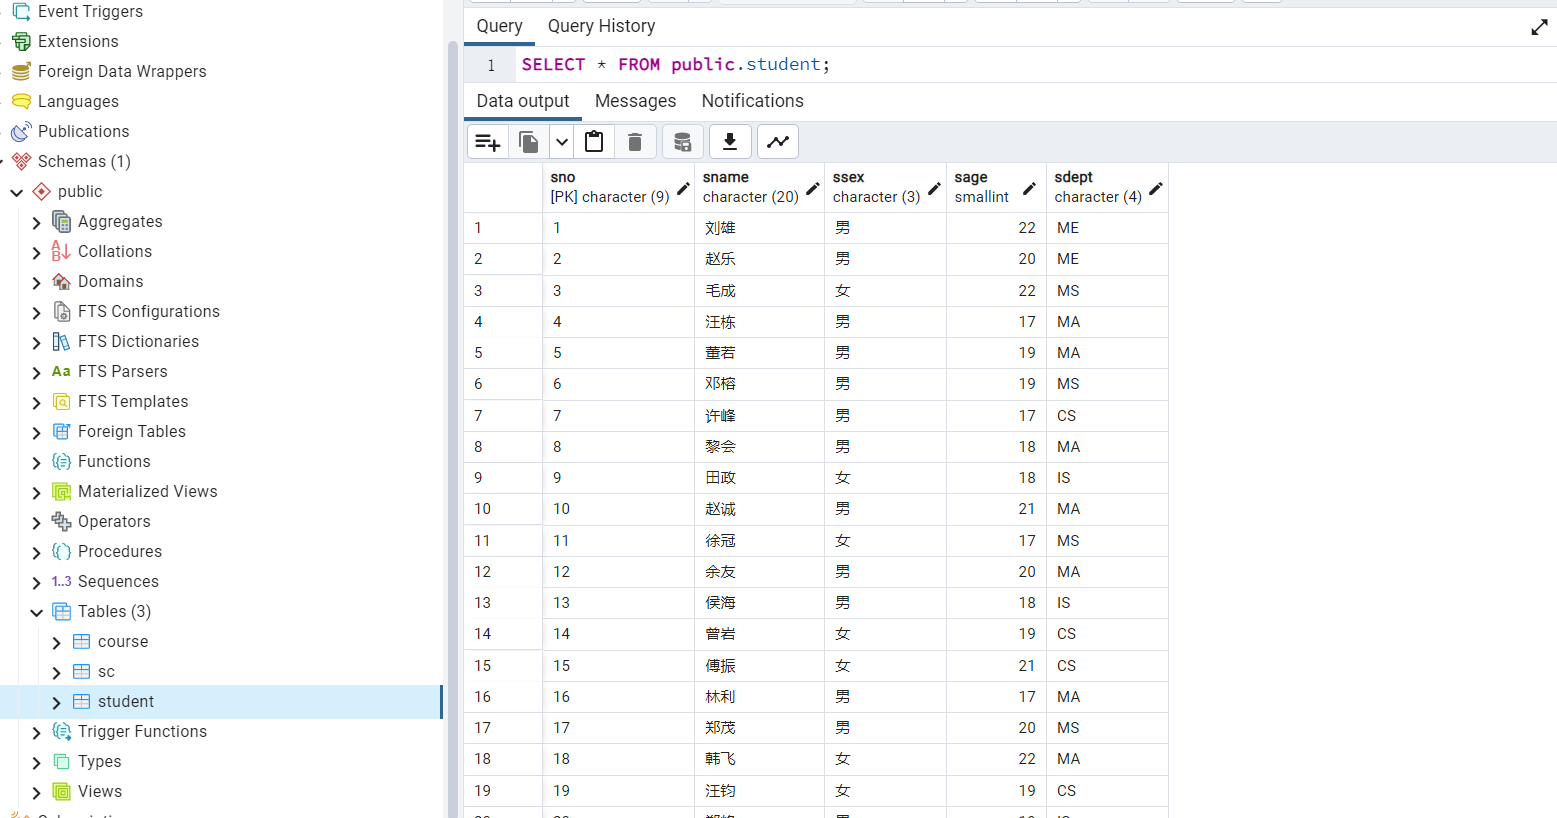 Event Triggers
Extensions
Foreign Data Wrappers
Languages
Publications
Schemas (1)
public
Aggregates
Collations
Domains
FTS Configurations
FTS Dictionaries
Aa FTS Parsers
FTS Templates
Foreign Tables
Functions
Materialized Views
Operators
Procedures
1..3 Sequences
Tables (3)
course
sc
student
Trigger Functions
Types
Views
Query Query History
1 SELECT * FROM public.student;
Data output Messages Notifications
sno sname ssex sage sdept
[PK] character (9) character (20) character (3) smallint character (4)
1 1 刘雄 男 22 ME
2 2 赵乐 男 20 ME
3 3 毛成 女 22 MS
4 4 汪栋 男 17 MA
5 5 董若 男 19 MA
6 6 邓榕 男 19 MS
7 7 许峰 男 17 CS
8 8 黎会 男 18 MA
9 9 田政 女 18 IS
10 10 赵诚 男 21 MA
11 11 徐冠 女 17 MS
12 12 余友 男 20 MA
13 13 侯海 男 18 IS
14 14 曾岩 女 19 CS
15 15 傅振 女 21 CS
16 16 林利 男 17 MA
17 17 郑茂 男 20 MS
18 18 韩飞 女 22 MA
19 19 汪钧 女 19 CS